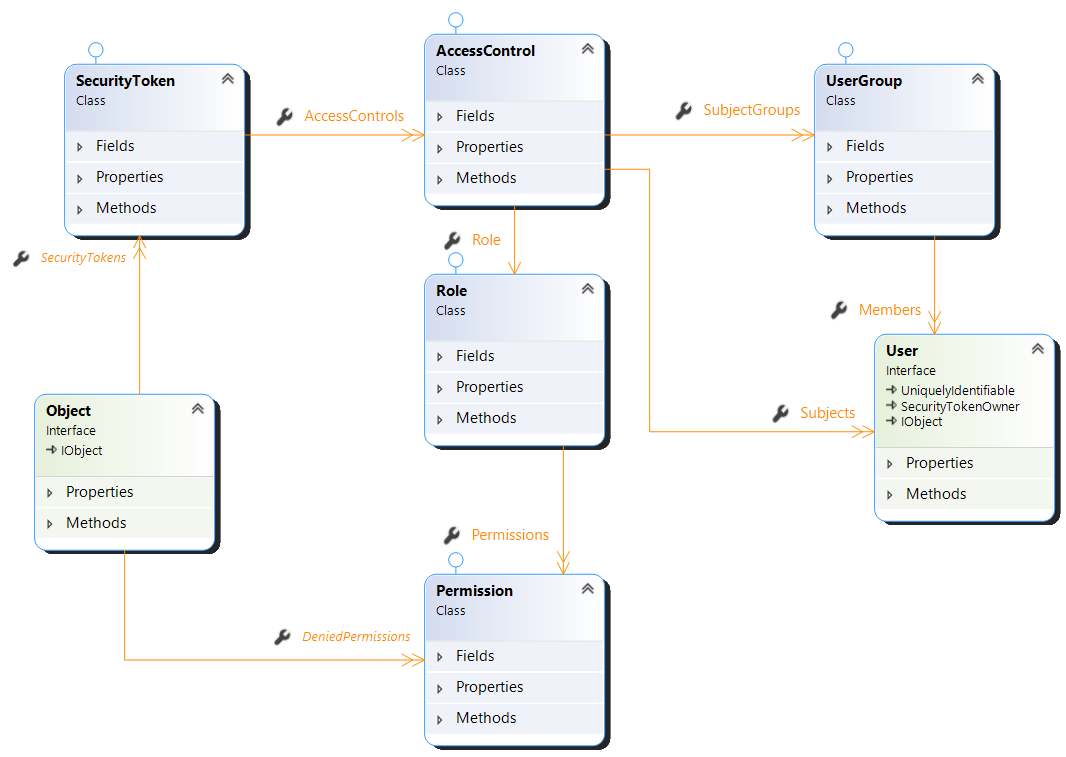 SecurityToken
Class
Fields
Properties
Methods
AccessControls
AccessControl
Class
Fields
Properties
Methods
SubjectGroups
UserGroup
Class
Fields
Properties
Methods
SecurityTokens
Role
Role
Class
Fields
Properties
Methods
Members
User
Interface
UniquelyIdentifiable
SecurityTokenOwner
IObject
Properties
Methods
Subjects
Object
Interface
IObject
Properties
Methods
Permissions
DeniedPermissions
Permission
Class
Fields
Properties
Methods